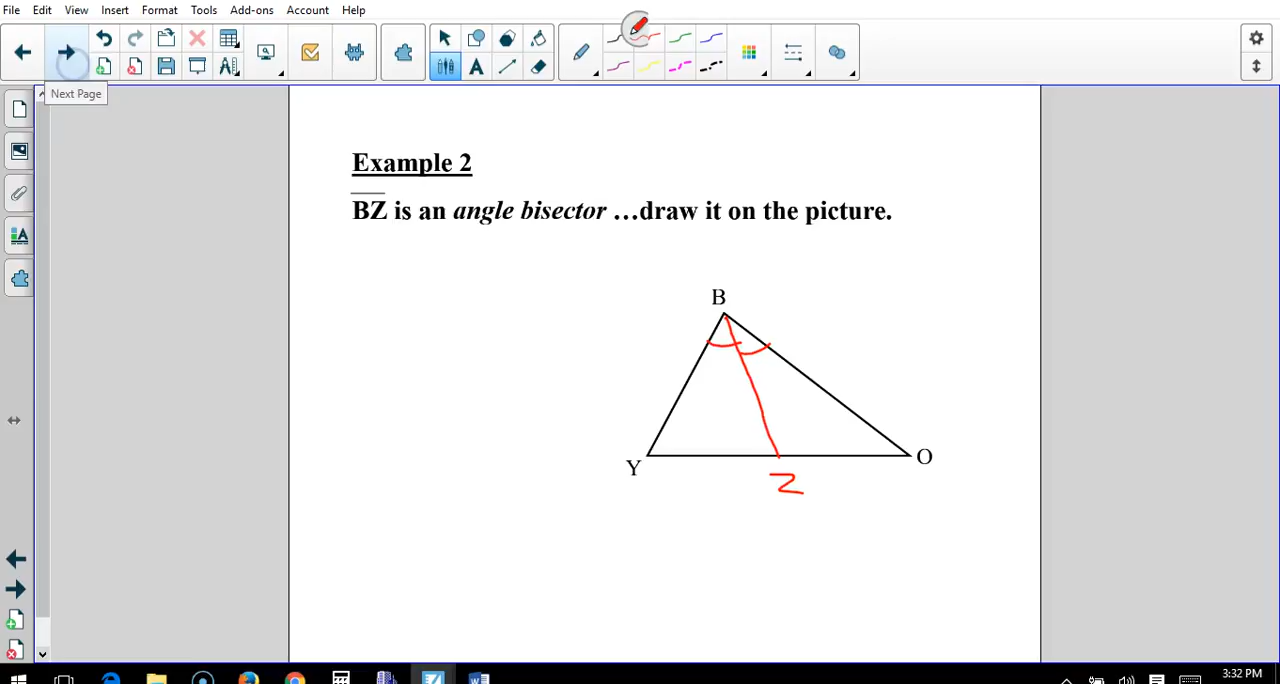 File Edit View Insert Format Tools Add-ons Account Help
Next Page
Example 2
BZ is an angle bisector …draw it on the picture.
B
Y
O
Z
3:32 PM